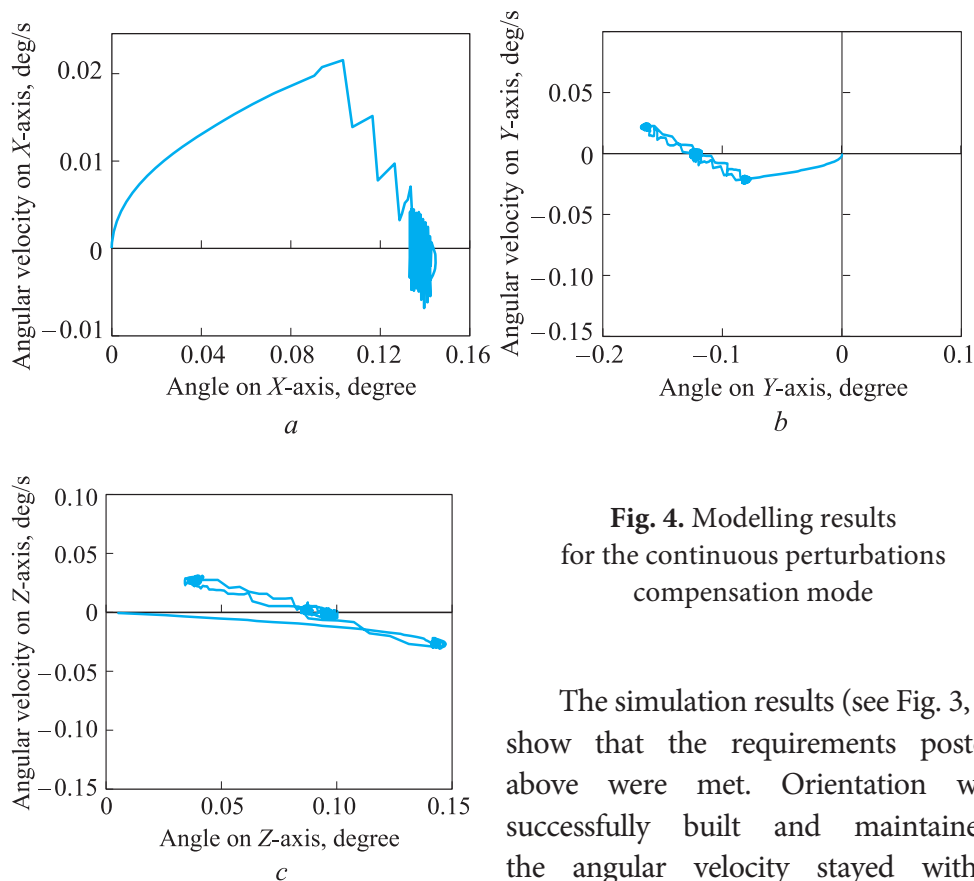 Angular velocity on X-axis, deg/s
0.02
0.01
0
−0.01
0
0.04
0.08
0.12
0.16
Angle on X-axis, degree
a
Angular velocity on Y-axis, deg/s
0.05
0
−0.05
−0.10
−0.15
−0.2
−0.1
0
0.1
Angle on Y-axis, degree
b
Angular velocity on Z-axis, deg/s
0.10
0.05
0
−0.05
−0.10
−0.15
0.05
0.10
0.15
Angle on Z-axis, degree
c
Fig. 4. Modelling results
for the continuous perturbations
compensation mode
The simulation results (see Fig. 3,
show that the requirements
above were met. Orientation
successfully built and
the angular velocity stayed